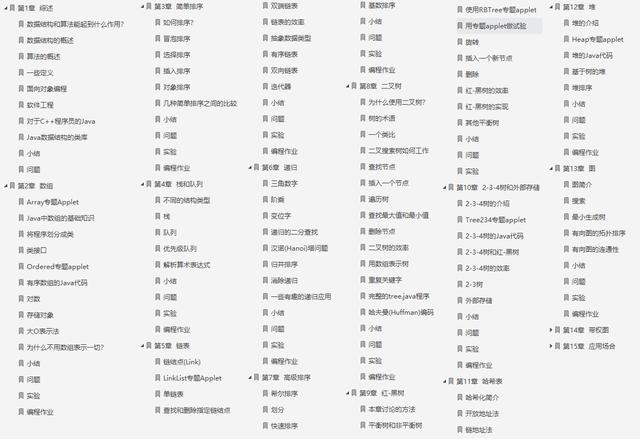 第1章 综述
数据结构和算法能起到什么作用?
数据结构的概述
算法的概述
一些定义
面向对象编程
软件工程
对于C++程序员的Java
Java数据结构的类库
小结
问题
第2章 数组
Array专题Applet
Java中数组的基础知识
将程序划分成类
类接口
Ordered专题applet
有序数组的Java代码
对数
存储对象
大O表示法
为什么不用数组表示一切?
小结
问题
实验
编程作业
第3章 简单排序
如何排序?
冒泡排序
选择排序
插入排序
对象排序
几种简单排序之间的比较
小结
问题
实验
编程作业
第4章 栈和队列
不同的结构类型
栈
队列
优先级队列
解析算术表达式
小结
问题
实验
编程作业
第5章 链表
链结点(Link)
LinkList专题Applet
单链表
查找和删除指定链结点
双端链表
链表的效率
抽象数据类型
有序链表
双向链表
迭代器
小结
问题
实验
编程作业
第6章 递归
三角数字
阶乘
变位字
递归的二分查找
汉诺(Hanoi)塔问题
归并排序
消除递归
一些有趣的递归应用
小结
问题
实验
编程作业
第7章 高级排序
希尔排序
划分
快速排序
基数排序
小结
问题
实验
编程作业
第8章 二叉树
为什么使用二叉树?
树的术语
一个类比
二叉搜索树如何工作
查找节点
插入一个节点
遍历树
查找最大值和最小值
删除节点
二叉树的效率
用数组表示树
重复关键字
完整的tree.java程序
哈夫曼(Huffman)编码
小结
问题
实验
编程作业
第9章 红-黑树
本章讨论的方法
平衡树和非平衡树
使用RBTree专题applet
用专题applet做试验
旋转
插入一个新节点
删除
红-黑树的效率
红-黑树的实现
其他平衡树
小结
问题
实验
第10章 2-3-4树和外部存储
2-3-4树的介绍
Tree234专题applet
2-3-4树的Java代码
2-3-4树和红-黑树
2-3-4树的效率
2-3树
外部存储
小结
问题
实验
编程作业
第11章 哈希表
哈希化简介
开放地址法
链地址法
第12章 堆
堆的介绍
Heap专题applet
堆的Java代码
基于树的堆
堆排序
小结
问题
实验
编程作业
第13章 图
图简介
搜索
最小生成树
有向图的拓扑排序
有向图的连通性
小结
问题
实验
编程作业
第14章 带权图
第15章 应用场合